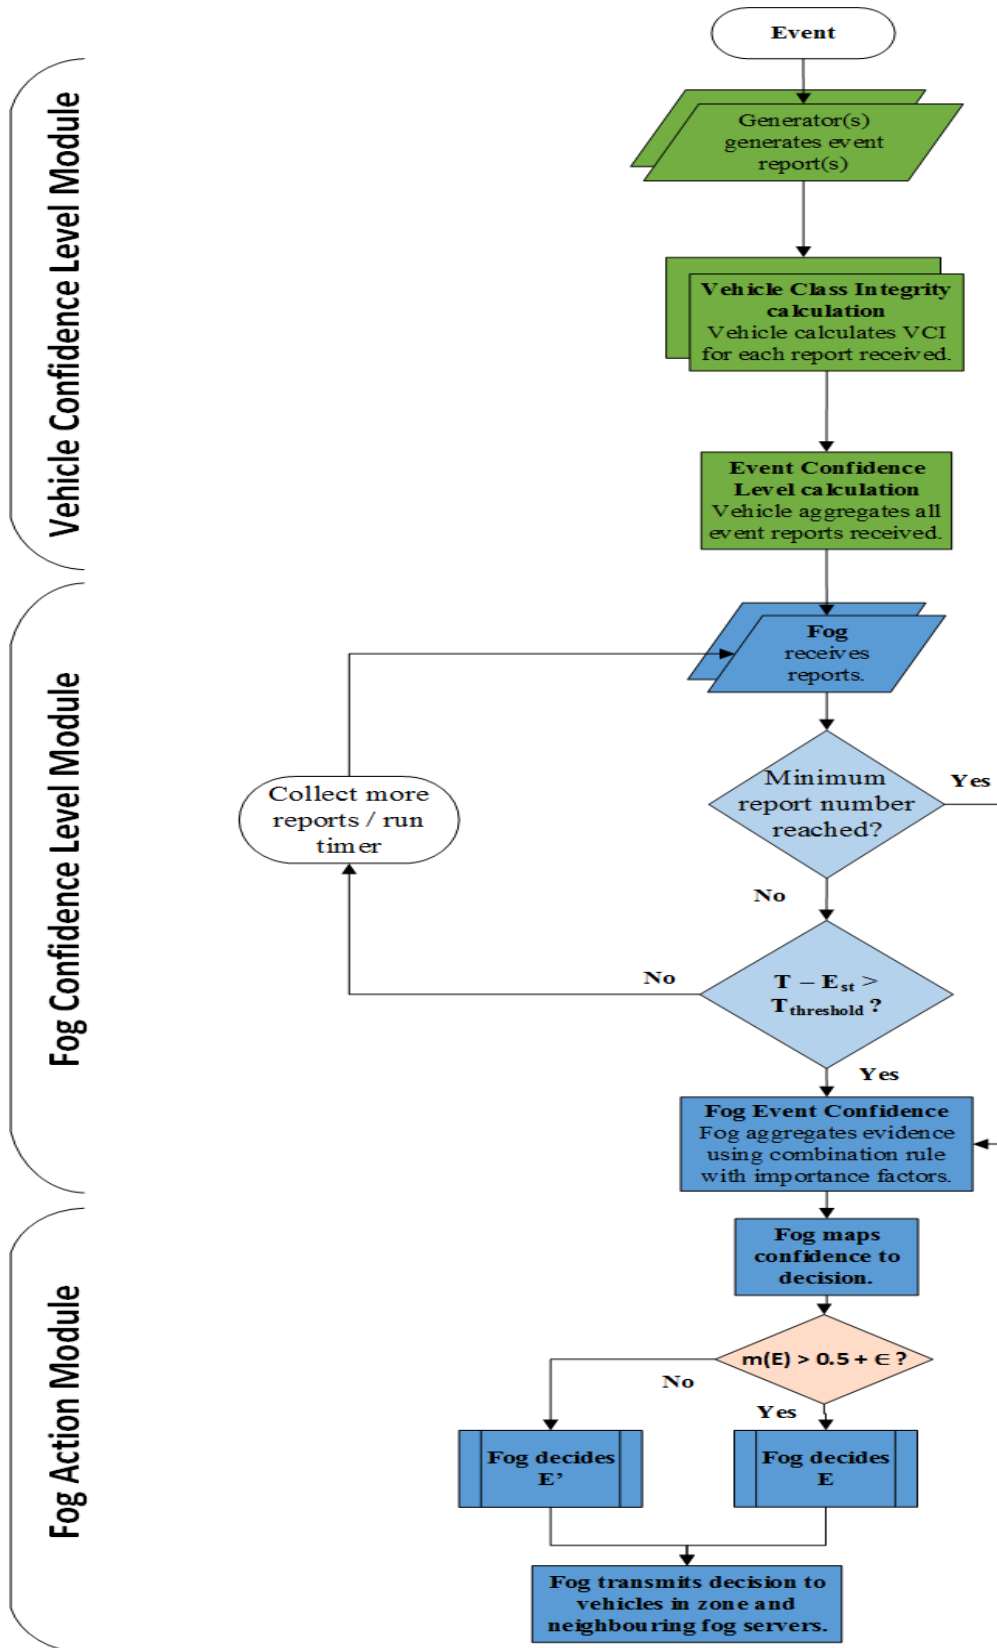 Event
Vehicle Confidence Level Module
Generator(s)
generates event
report(s)
Vehicle Class Integrity
calculation
Vehicle calculates VCI
for each report received.
Event Confidence
Level calculation
Vehicle aggregates all
event reports received.
Fog Confidence Level Module
Fog
receives
reports.
Minimum
report number
reached?
Yes
Collect more
reports / run
timer
No
No
T – Est >
Tthreshold ?
Yes
Fog Event Confidence
Fog aggregates evidence
using combination rule
with importance factors.
Fog Action Module
Fog maps
confidence to
decision.
m(E) > 0.5 + ∈ ?
No
Yes
Fog decides
E’
Fog decides
E
Fog transmits decision to
vehicles in zone and
neighbouring fog servers.